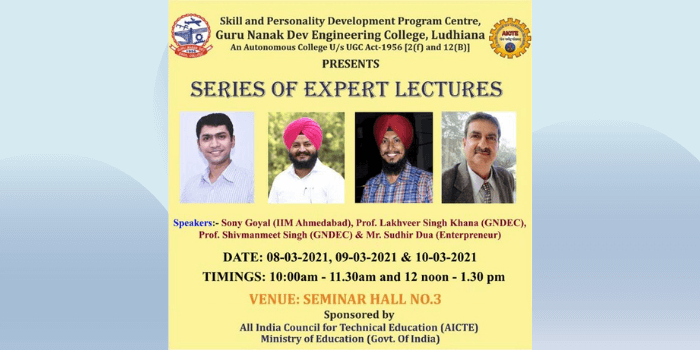 Skill and Personality Development Program Centre,
Guru Nanak Dev Engineering College, Ludhiana
An Autonomous College U/s UGC Act-1956 [2(f) and 12(B)]
PRESENTS
AICTE
SERIES OF EXPERT LECTURES
Speakers:- Sony Goyal (IIM Ahmedabad), Prof. Lakhveer Singh Khana (GNDEC),
Prof. Shivmanmeet Singh (GNDEC) & Mr. Sudhir Dua (Enterpreneur)
DATE: 08-03-2021, 09-03-2021 & 10-03-2021
TIMINGS: 10:00am - 11.30am and 12 noon - 1.30 pm
VENUE: SEMINAR HALL NO.3
Sponsored by
All India Council for Technical Education (AICTE)
Ministry of Education (Govt. Of India)